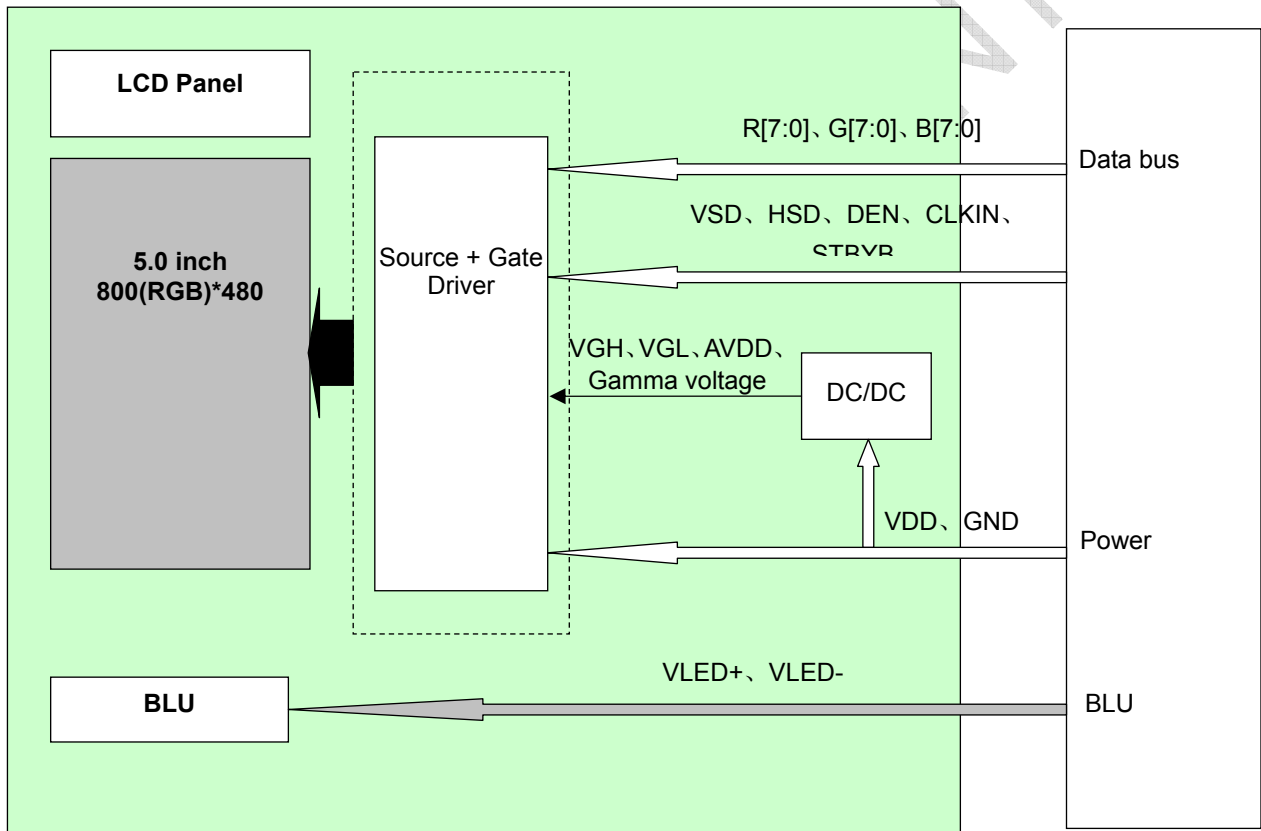 LCD Panel
5.0 inch
800(RGB)*480
Source + Gate
Driver
R[7:0]、G[7:0]、B[7:0]
Data bus
VSD、HSD、DEN、CLKIN、
VGH、VGL、AVDD、
Gamma voltage
DC/DC
VDD、GND
Power
VLED+、VLED-
BLU
BLU